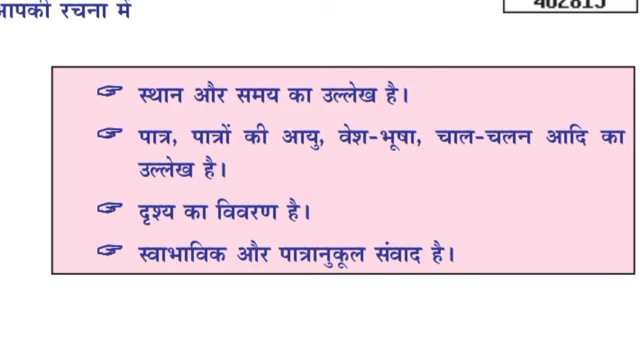 आपकी रचना में
☞ स्थान और समय का उल्लेख है।
☞ पात्र, पात्रों की आयु, वेश-भूषा, चाल-चलन आदि का
उल्लेख है।
☞ दृश्य का विवरण है।
☞ स्वाभाविक और पात्रानुकूल संवाद है।